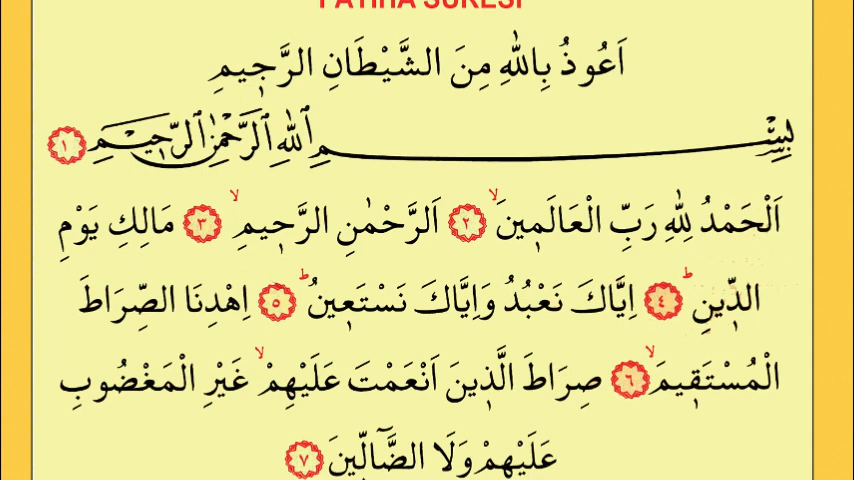 FATİHA SURESİ
اَعُوذُ بِاللهِ مِنَ الشَّيْطَانِ الرَّجٖيمِ
بِسْمِ اللهِ الرَّحْمٰنِ الرَّحٖيمِ ١
اَلْحَمْدُ لِلّٰهِ رَبِّ الْعَالَمٖينَۙ ٢ اَلرَّحْمٰنِ الرَّحٖيمِۙ ٣ مَالِكِ يَوْمِ
الدّٖينِؕ ٤ اِيَّاكَ نَعْبُدُ وَاِيَّاكَ نَسْتَعٖينُؕ ٥ اِهْدِنَا الصِّرَاطَ
الْمُسْتَقٖيمَۙ ٦ صِرَاطَ الَّذٖينَ اَنْعَمْتَ عَلَيْهِمْۙ غَيْرِ الْمَغْضُوبِ
عَلَيْهِمْ وَلَا الضَّٓالّٖينَ ٧